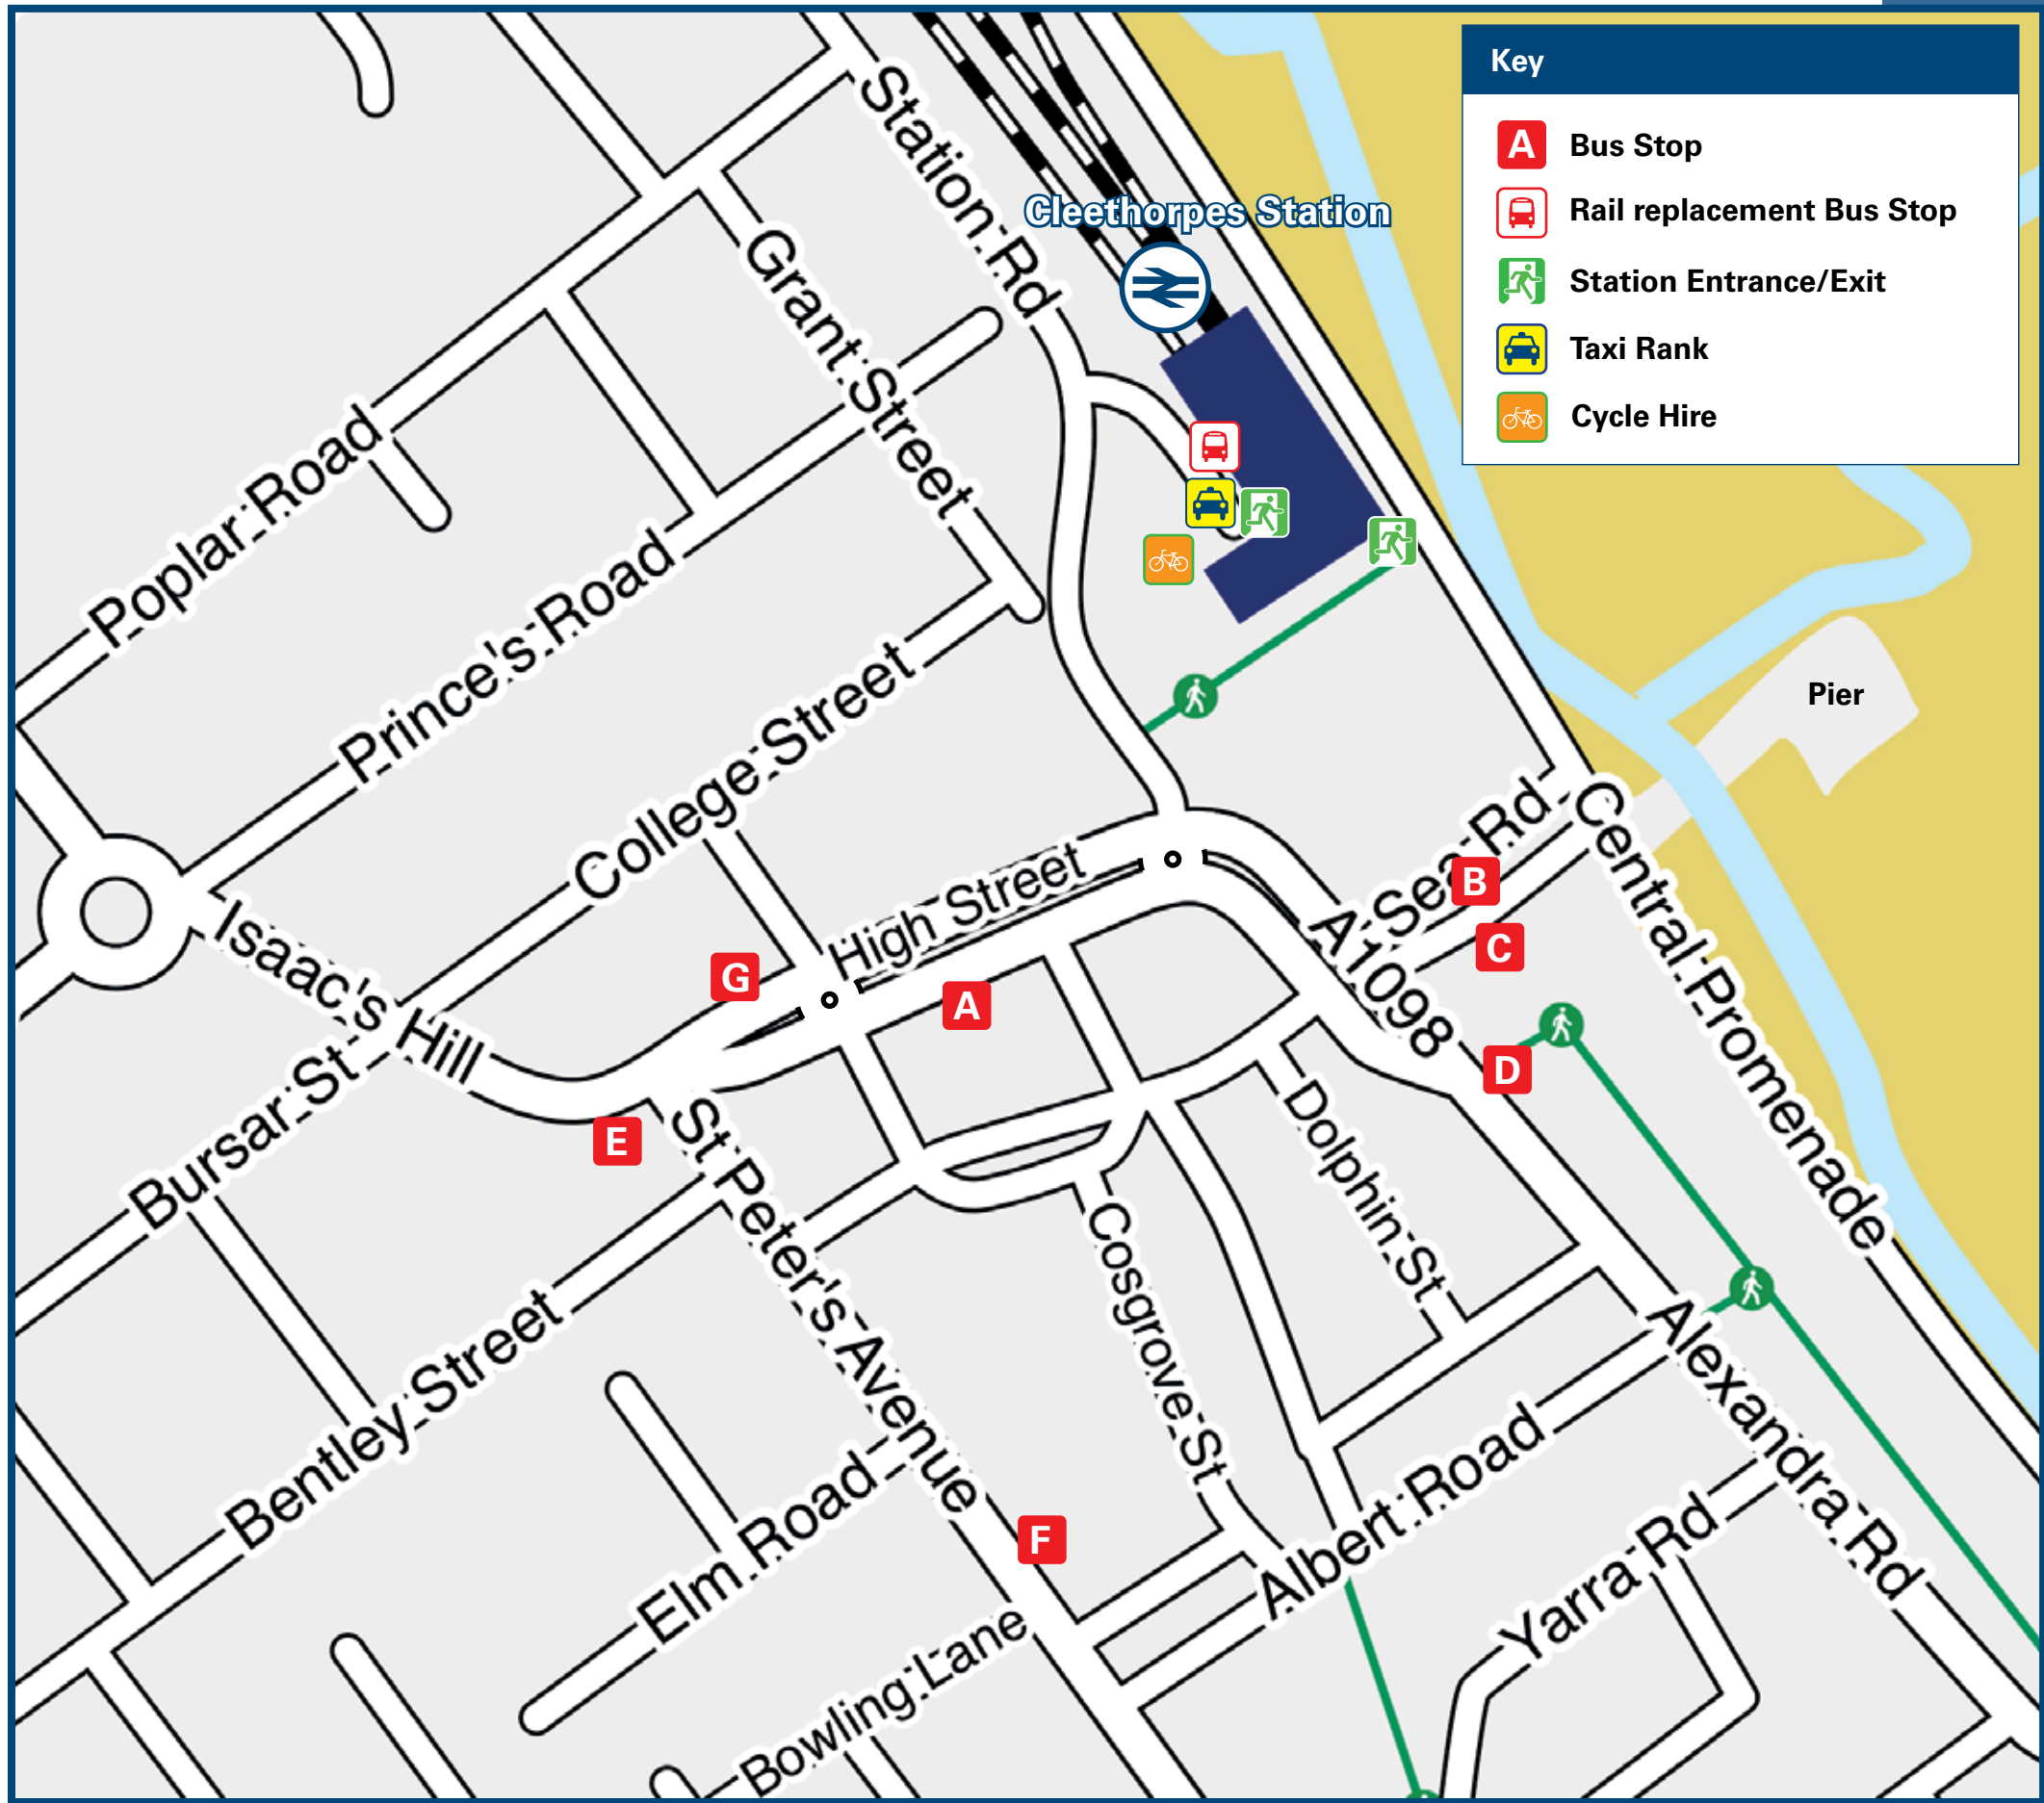 Key
A Bus Stop
Rail replacement Bus Stop
Station Entrance/Exit
Taxi Rank
Cycle Hire
Station Rd
Cleethorpes Station
Grant Street
Poplar Road
Prince's Road
College Street
Pier
Sea Rd
B
C
Central Promenade
High Street
A1098
Isaac's Hill
G
A
D
Bursar St
E
St Peter's Avenue
Dolphin St
Cosgrove St
Bentley Street
Alexandra Rd
Elm Road
F
Albert Road
Yarra Rd
Bowling Lane